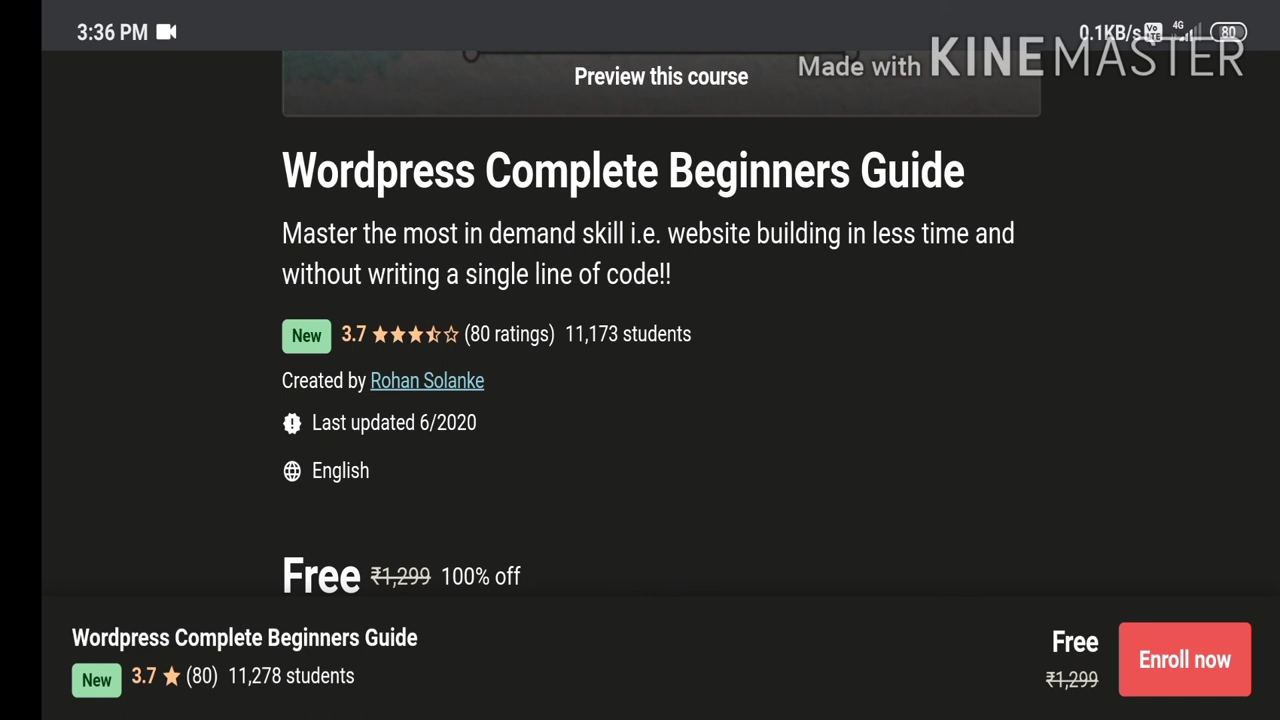 3:36 PM
0.1KB/s Vo LTE 4G 80
Made with KINEMASTER
Preview this course
Wordpress Complete Beginners Guide
Master the most in demand skill i.e. website building in less time and
without writing a single line of code!!
New 3.7 (80 ratings) 11,173 students
Created by Rohan Solanke
Last updated 6/2020
English
Free ₹1,299 100% off
Wordpress Complete Beginners Guide
New 3.7 (80) 11,278 students
Free
₹1,299
Enroll now